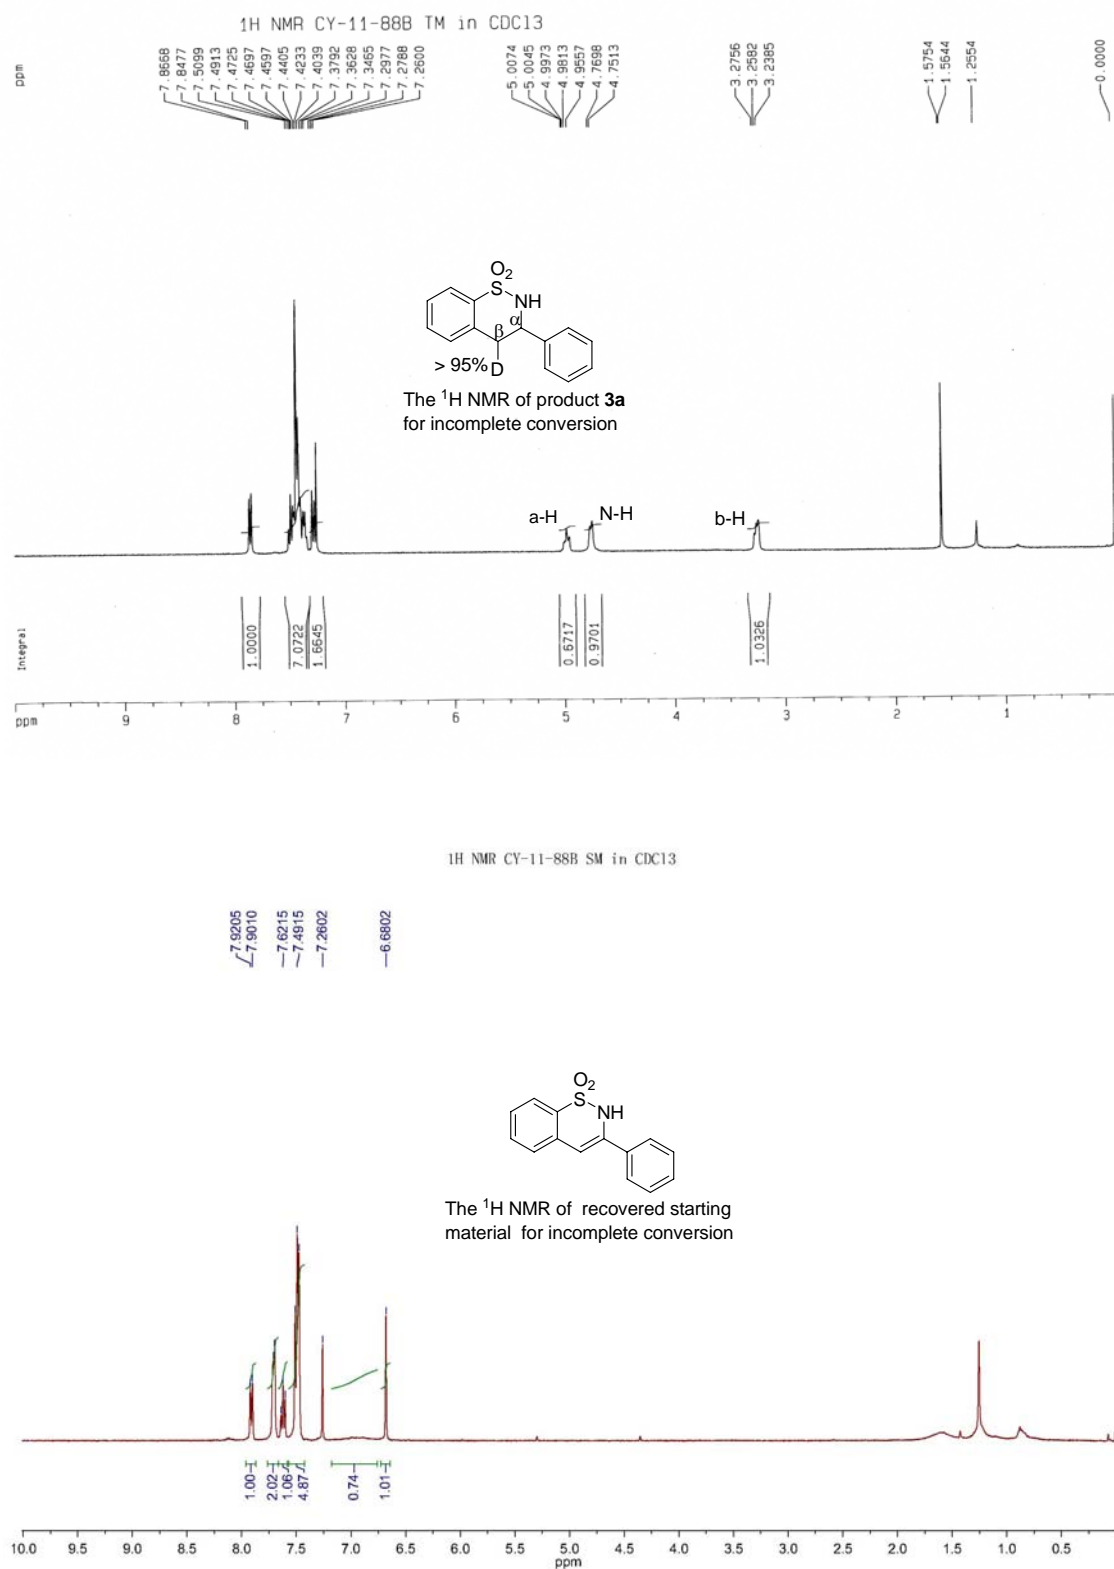 1H NMR CY-11-88B TM in CDCl3
ppm
7.8668
7.8477
7.5099
7.4913
7.4725
7.4697
7.4597
7.4405
7.4233
7.4039
7.3792
7.3628
7.3465
7.2977
7.2788
7.2600
5.0074
5.0045
4.9973
4.9813
4.9557
4.7698
4.7513
3.2756
3.2582
3.2385
1.5754
1.5644
1.2554
0.0000
O2
S
NH
α
β
> 95% D
The 1H NMR of product 3a
for incomplete conversion
a-H
N-H
b-H
Integral
1.0000
7.0722
1.6645
0.6717
0.9701
1.0326
ppm 9 8 7 6 5 4 3 2 1
1H NMR CY-11-88B SM in CDCl3
7.9205
7.9010
7.6215
7.4915
7.2602
6.6802
O2
S
NH
The 1H NMR of recovered starting
material for incomplete conversion
1.00
2.02
1.06
4.87
0.74
1.01
10.0 9.5 9.0 8.5 8.0 7.5 7.0 6.5 6.0 5.5 5.0 4.5 4.0 3.5 3.0 2.5 2.0 1.5 1.0 0.5
ppm